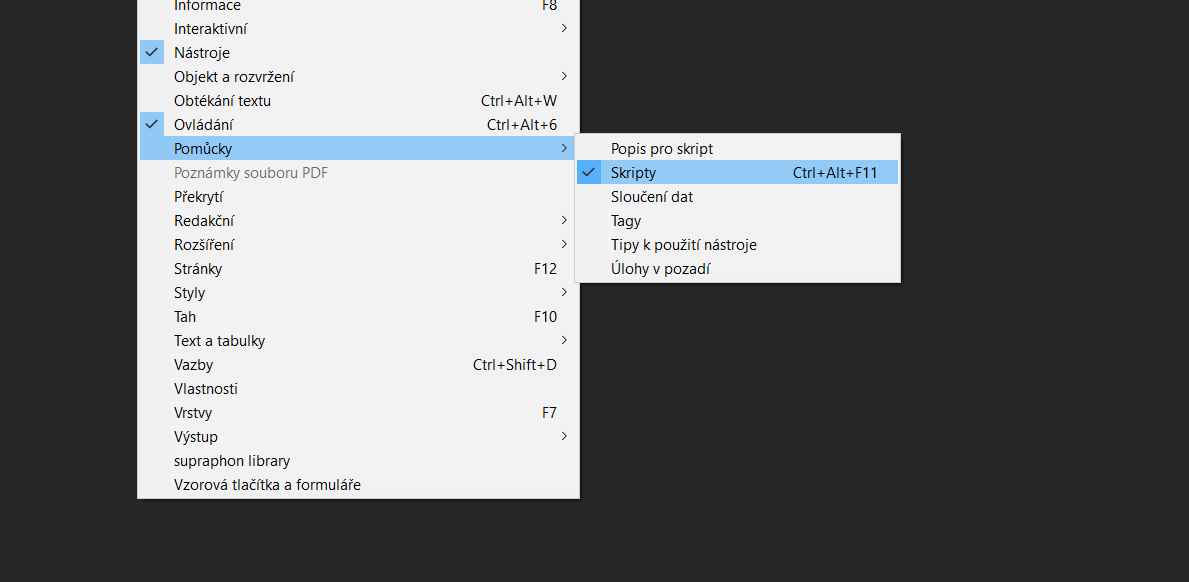 Informace F8
Interaktivní
Nástroje
Objekt a rozvržení
Obtékání textu Ctrl+Alt+W
Ovládání Ctrl+Alt+6
Pomůcky
Popis pro skript
Poznámky souboru PDF
Skripty Ctrl+Alt+F11
Překrytí
Sloučení dat
Redakční
Tagy
Rozšíření
Tipy k použití nástroje
Stránky F12
Úlohy v pozadí
Styly
Tah F10
Text a tabulky
Vazby Ctrl+Shift+D
Vlastnosti
Vrstvy F7
Výstup
supraphon library
Vzorová tlačítka a formuláře